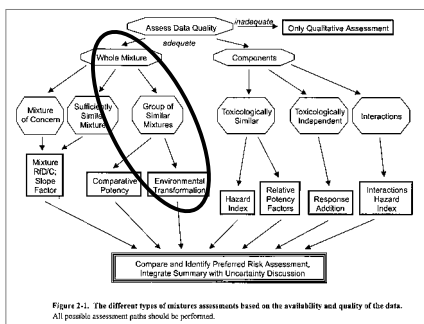 Assess Data Quality
inadequate
Only Qualitative Assessment
adequate
Whole Mixture
Components
Mixture
of Concern
Sufficiently
Similar
Mixture
Group of
Similar
Mixtures
Toxicologically
Similar
Toxicologically
Independent
Interactions
Mixture
RfD/C;
Slope
Factor
Comparative
Potency
Environmental
Transformation
Hazard
Index
Relative
Potency
Factors
Response
Addition
Interactions
Hazard
Index
Compare and Identify Preferred Risk Assessment,
Integrate Summary with Uncertainty Discussion
Figure 2-1. The different types of mixtures assessments based on the availability and quality of the data.
All possible assessment paths should be performed.